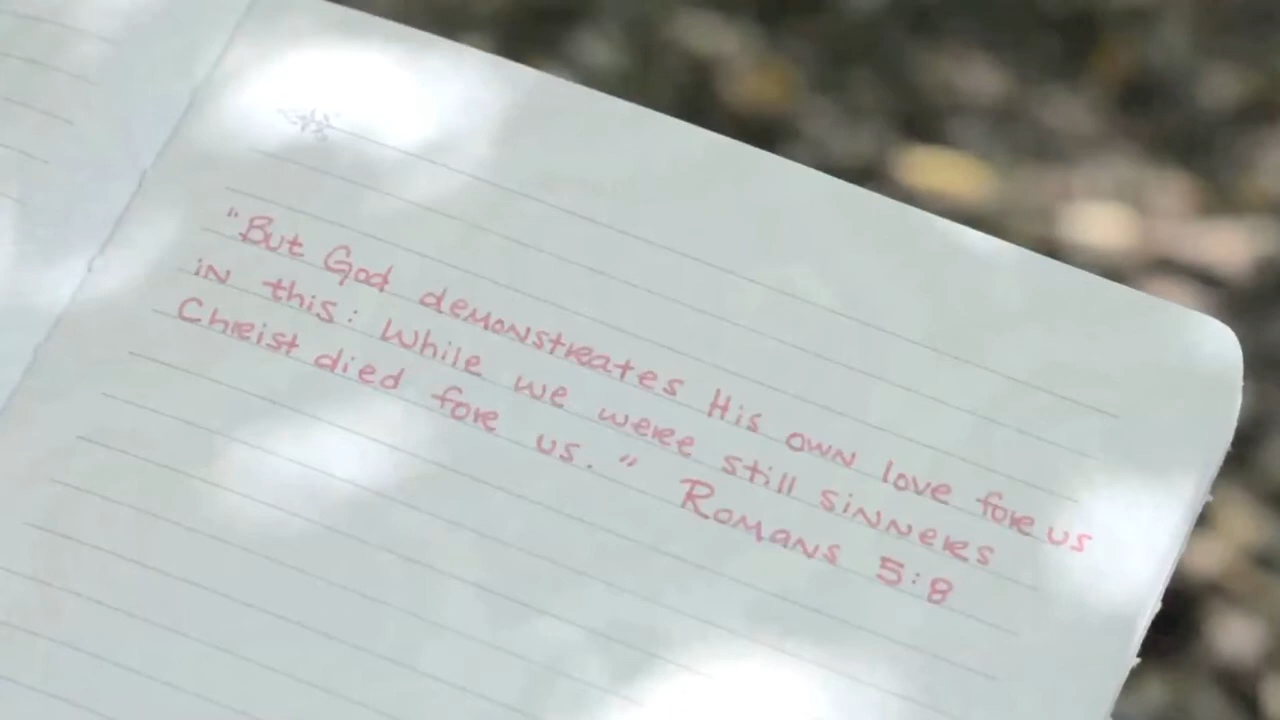 "But God demonstrates His own love for us
in this: While we were still sinners
Christ died for us." Romans 5:8